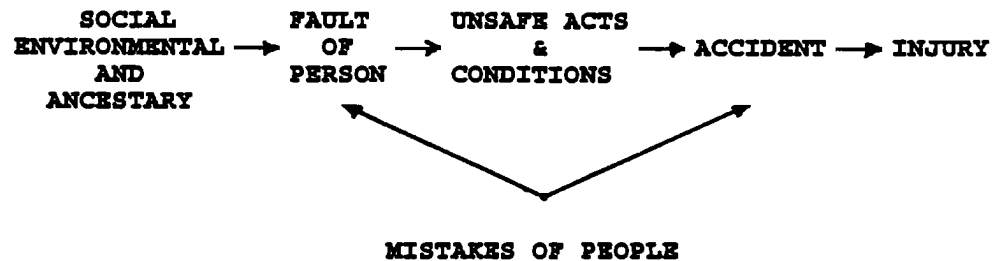 SOCIAL
ENVIRONMENTAL
AND
ANCESTARY
FAULT
OF
PERSON
UNSAFE ACTS
&
CONDITIONS
ACCIDENT
INJURY
MISTAKES OF PEOPLE